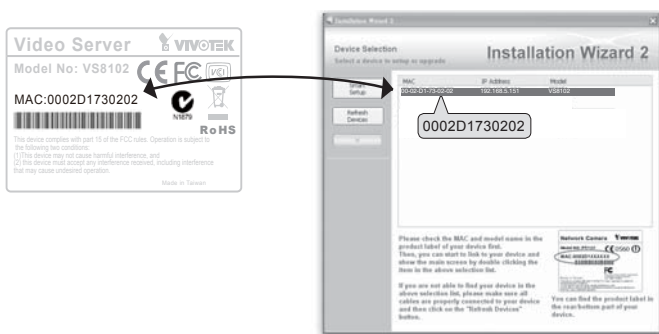 Video Server
VIVOTEK
Model No: VS8102
CE FC VCI
MAC:0002D1730202
N1879
RoHS
The device complies with part 15 of the FCC rules. Operation is subject to
the following two conditions:
(1)This device may not cause harmful interference, and
(2) this device must accept any interference received, including interference
that may cause undesired operation.
Made in Taiwan
Installation Wizard 2
Device Selection
Select a device to setup or upgrade
Installation Wizard 2
Setup
Refresh
Devices
MAC IP Address Model
00-02-D1-73-02-02 192.168.5.151 VS8102
0002D1730202
Please check the MAC and model name in the
product label of your device first.
Then, you can start to link to your device and
show the main screen by double clicking the
item in the above selection list.
If you are not able to find your device in the
above selection list, please make sure all
cables are properly connected to your device
and then click on the "Refresh Devices"
button.
Network Camera
FC
You can find the product label in
the rear/bottom part of your
device.